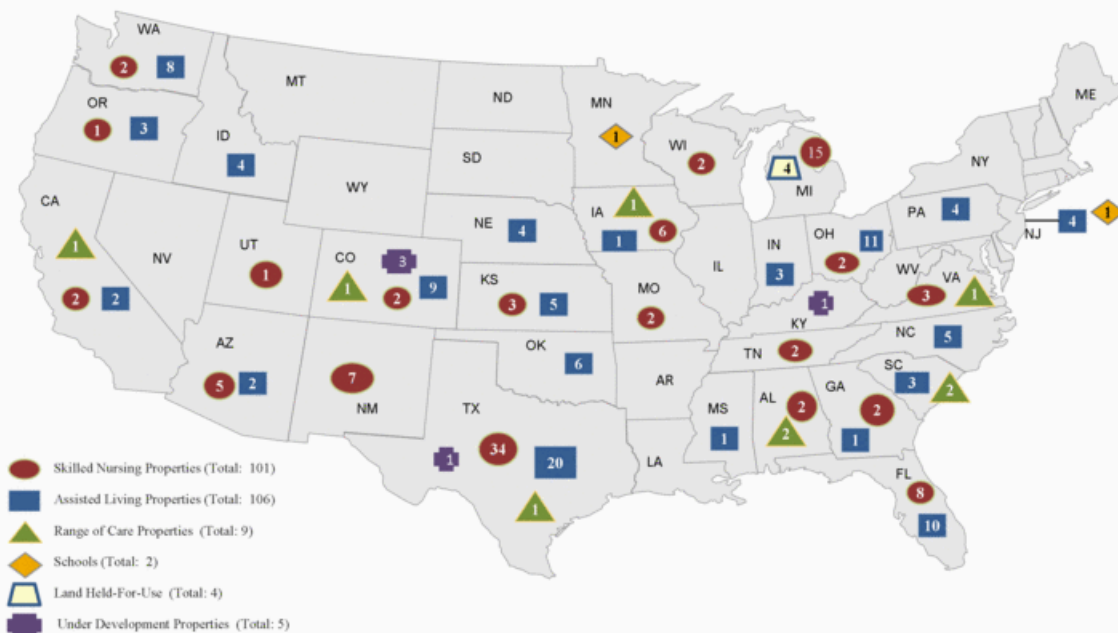 WA
2
8
MT
ND
MN
1
ME
OR
1
3
ID
4
SD
WI
2
4
15
MI
NY
WY
CA
1
2
2
NV
UT
1
CO
3
1
2
9
NE
4
IA
1
1
6
PA
4
4
1
NJ
IL
IN
3
OH
11
2
KS
3
5
MO
2
WV
3
VA
1
1
KY
AZ
5
2
7
NM
OK
6
AR
TN
2
NC
5
SC
3
2
TX
1
34
20
1
LA
MS
1
AL
2
2
GA
2
1
FL
8
10
Skilled Nursing Properties (Total: 101)
Assisted Living Properties (Total: 106)
Range of Care Properties (Total: 9)
Schools (Total: 2)
Land Held-For-Use (Total: 4)
Under Development Properties (Total: 5)